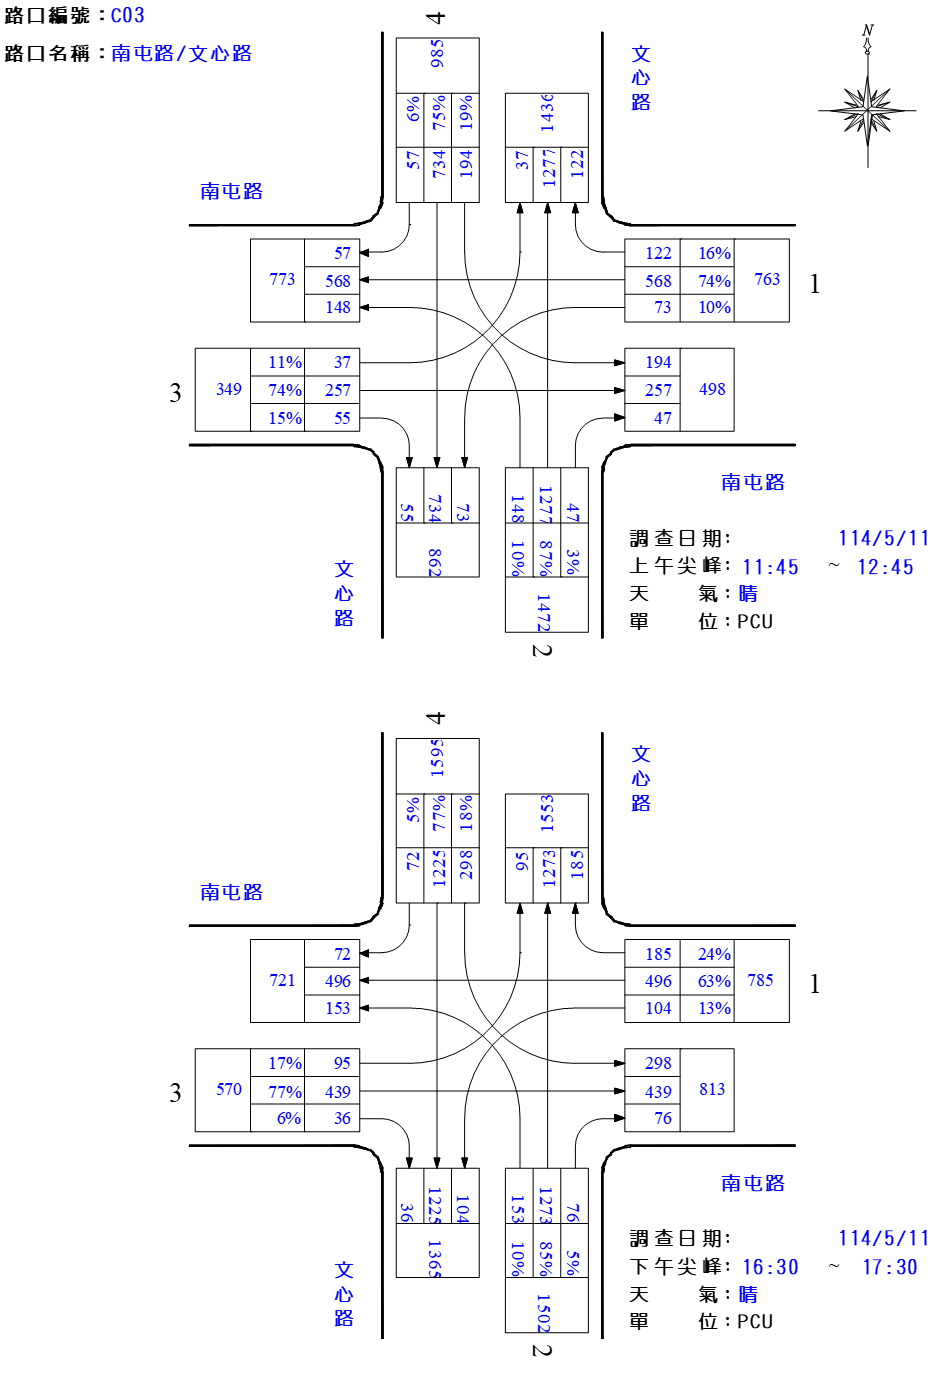 路口編號：C03
路口名稱：南屯路/文心路
N
4
文心路
985
6% 75% 19%
57 734 194
1436
37 1277 122
南屯路
773
57
568
148
122 16%
568 74%
73 10%
763
1
3
349
11% 37
74% 257
15% 55
194
257
47
498
南屯路
55 734 73
862
148 1277 47
10% 87% 3%
1472
2
文心路
調查日期: 114/5/11
上午尖峰: 11:45 ~ 12:45
天 氣：晴
單 位：PCU
4
文心路
1595
5% 77% 18%
72 1225 298
1553
95 1273 185
南屯路
721
72
496
153
185 24%
496 63%
104 13%
785
1
3
570
17% 95
77% 439
6% 36
298
439
76
813
南屯路
36 1225 104
1365
153 1273 76
10% 85% 5%
1502
2
文心路
調查日期: 114/5/11
下午尖峰: 16:30 ~ 17:30
天 氣：晴
單 位：PCU